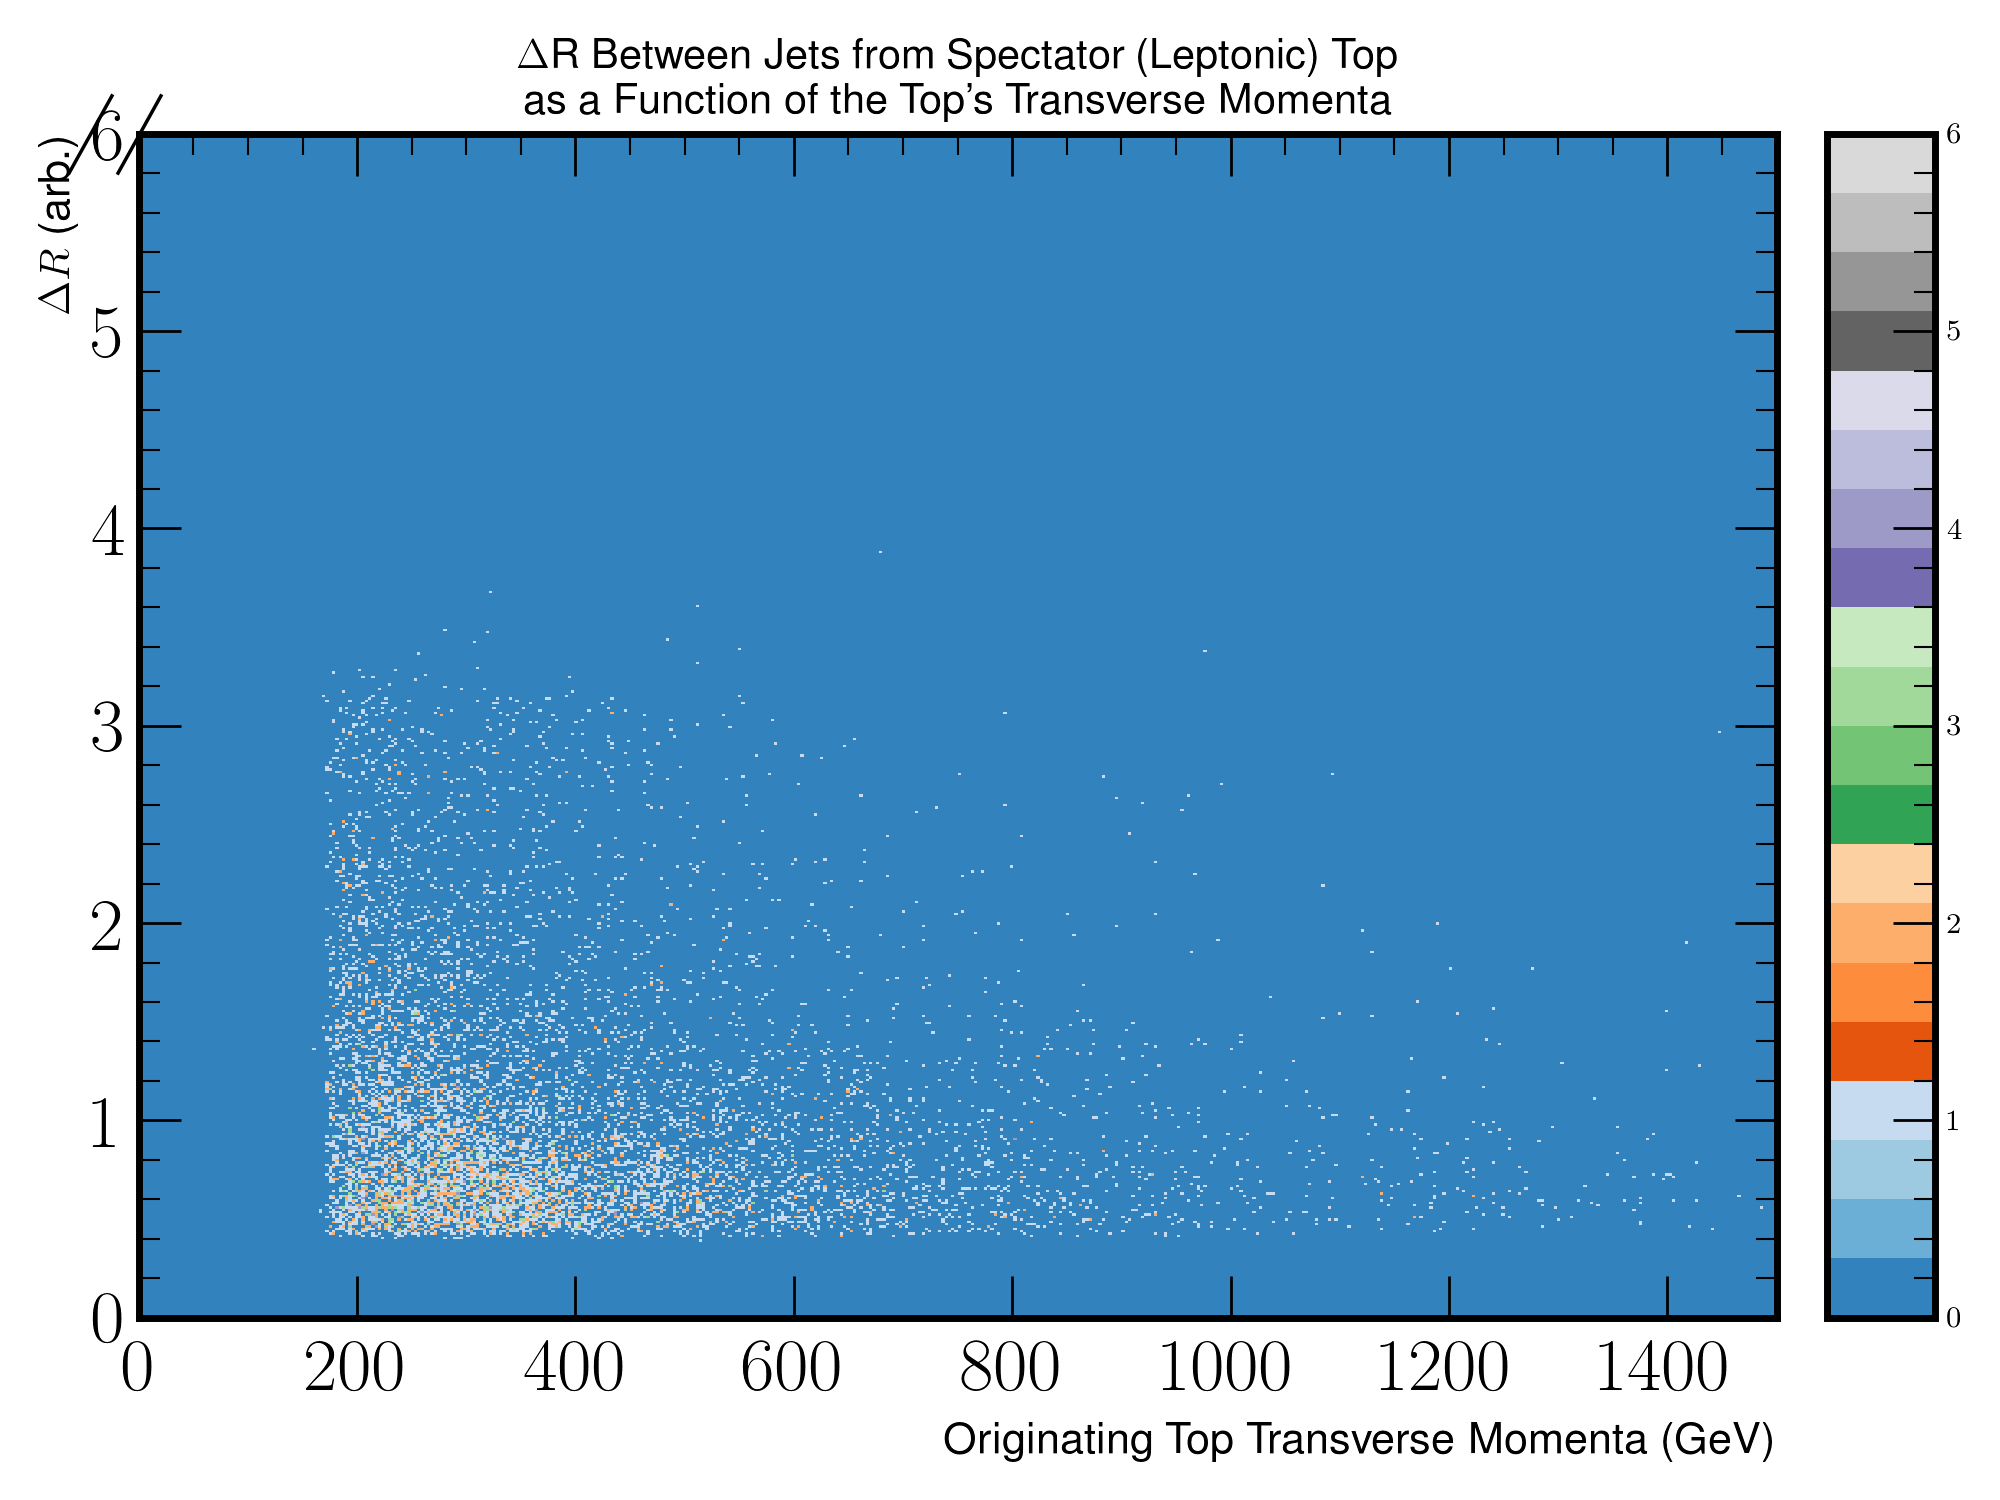 ΔR Between Jets from Spectator (Leptonic) Top
as a Function of the Top's Transverse Momenta
ΔR (arb.)
6
5
4
3
2
1
0
0 200 400 600 800 1000 1200 1400
Originating Top Transverse Momenta (GeV)
6
5
4
3
2
1
0